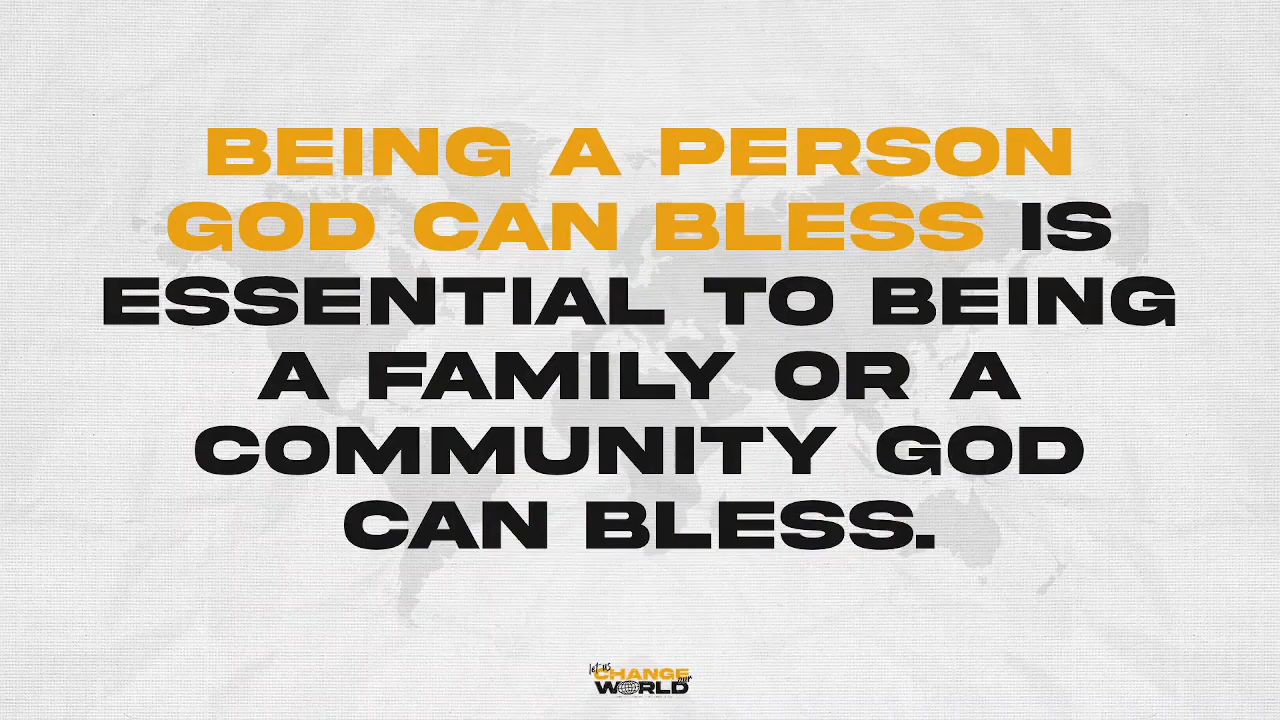 BEING A PERSON
GOD CAN BLESS IS
ESSENTIAL TO BEING
A FAMILY OR A
COMMUNITY GOD
CAN BLESS.
let us
CHANGE
WORLD